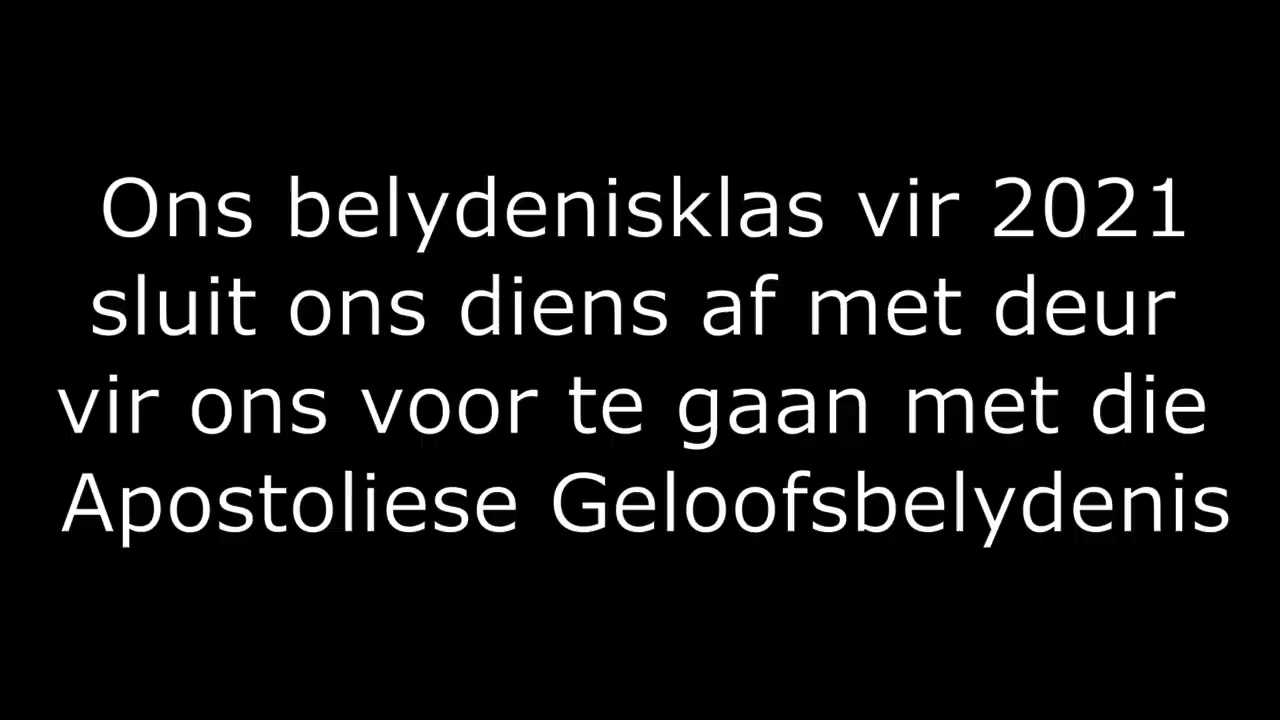 Ons belydenisklas vir 2021
sluit ons diens af met deur
vir ons voor te gaan met die
Apostoliese Geloofsbelydenis